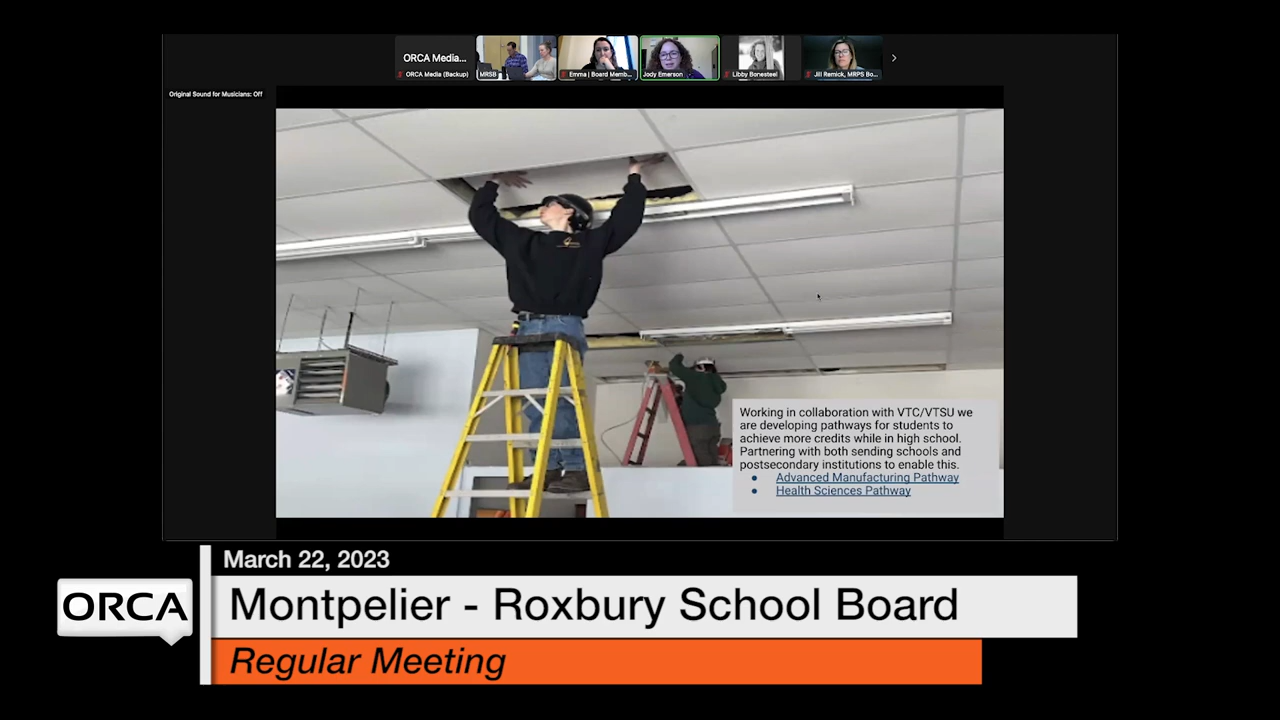 ORCA Media...
ORCA Media (Backup)
MRSB
Emma | Board Memb...
Jody Emerson
Libby Bonesteel
Jill Remick, MRPS Bo...
Original Sound for Musicians: Off
Working in collaboration with VTC/VTSU we
are developing pathways for students to
achieve more credits while in high school.
Partnering with both sending schools and
postsecondary institutions to enable this.
● Advanced Manufacturing Pathway
● Health Sciences Pathway
March 22, 2023
ORCA
Montpelier - Roxbury School Board
Regular Meeting